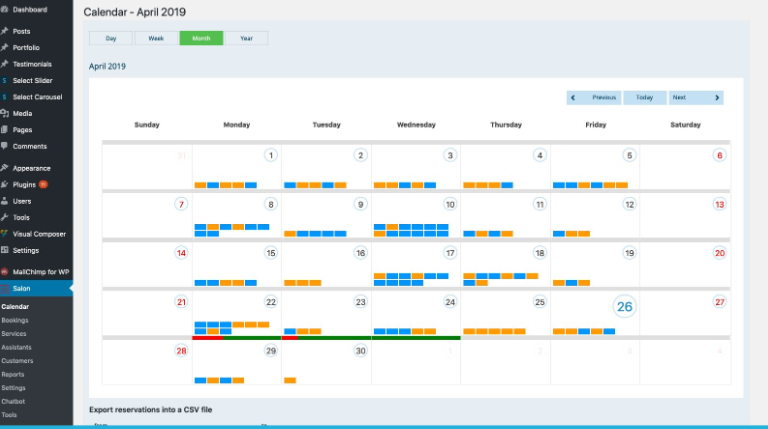 Dashboard
Posts
Portfolio
Testimonials
Select Slider
Select Carousel
Media
Pages
Comments
Appearance
Plugins
Users
Tools
Visual Composer
Settings
MailChimp for WP
Salon
Calendar
Bookings
Services
Assistants
Customers
Reports
Settings
Chatbot
Tools
Calendar - April 2019
Day Week Month Year
April 2019
Previous Today Next
Sunday Monday Tuesday Wednesday Thursday Friday Saturday
31 1 2 3 4 5 6
7 8 9 10 11 12 13
14 15 16 17 18 19 20
21 22 23 24 25 26 27
28 29 30 1 2 3 4
Export reservations into a CSV file